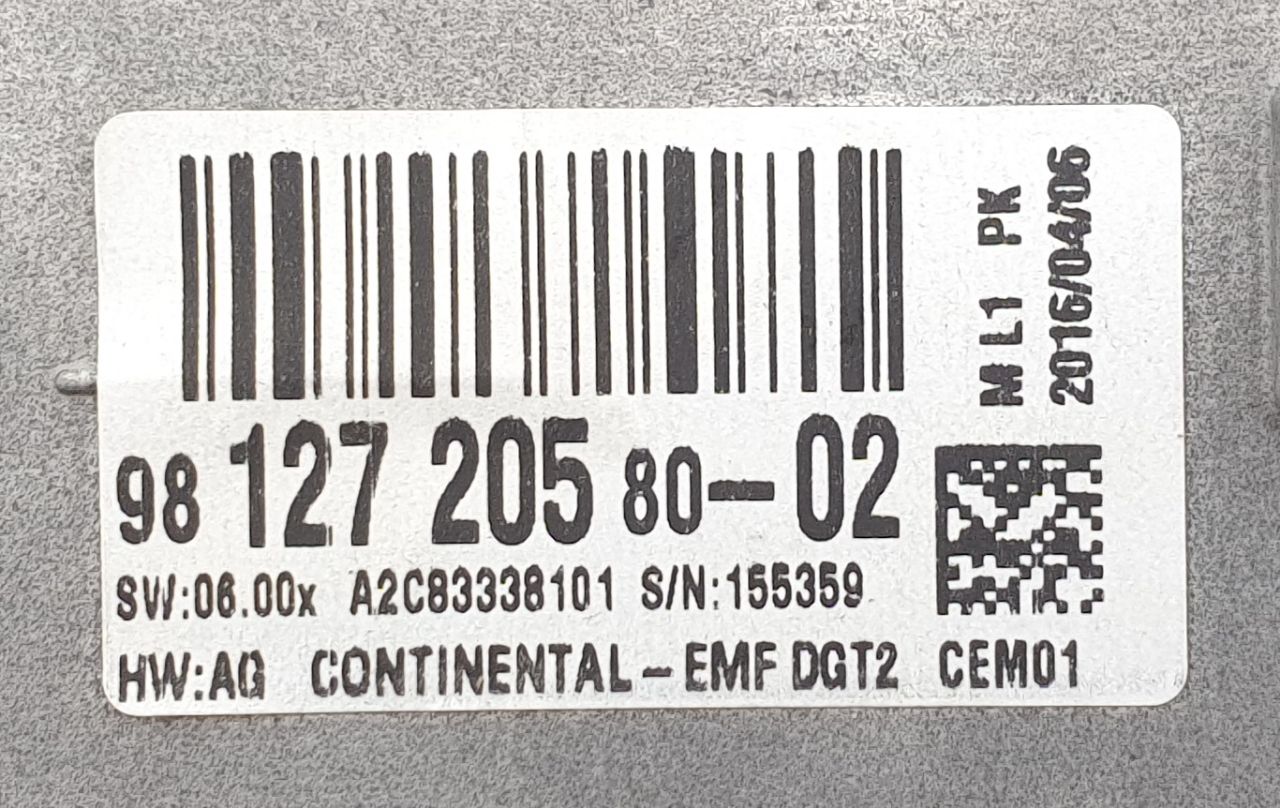 98 127 205 80-02
SW:06.00x A2C83338101 S/N:155359
HW:AG CONTINENTAL-EMF DGT2 CEM01
M L1 PK
2016/04/06